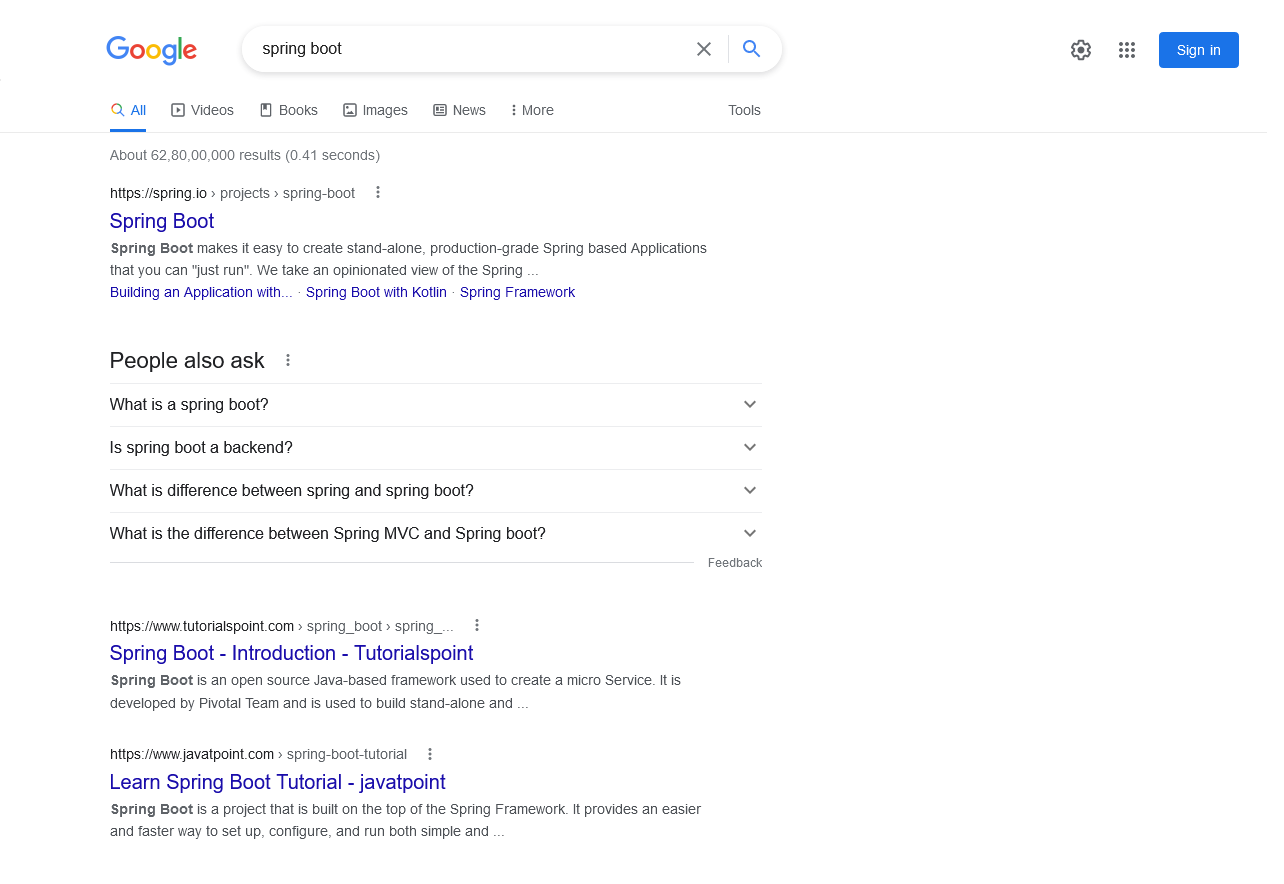 Google
spring boot
Sign in
All Videos Books Images News More Tools
About 62,80,00,000 results (0.41 seconds)
https://spring.io › projects › spring-boot
Spring Boot
Spring Boot makes it easy to create stand-alone, production-grade Spring based Applications
that you can "just run". We take an opinionated view of the Spring ...
Building an Application with... · Spring Boot with Kotlin · Spring Framework
People also ask
What is a spring boot?
Is spring boot a backend?
What is difference between spring and spring boot?
What is the difference between Spring MVC and Spring boot?
Feedback
https://www.tutorialspoint.com › spring_boot › spring_...
Spring Boot - Introduction - Tutorialspoint
Spring Boot is an open source Java-based framework used to create a micro Service. It is
developed by Pivotal Team and is used to build stand-alone and ...
https://www.javatpoint.com › spring-boot-tutorial
Learn Spring Boot Tutorial - javatpoint
Spring Boot is a project that is built on the top of the Spring Framework. It provides an easier
and faster way to set up, configure, and run both simple and ...